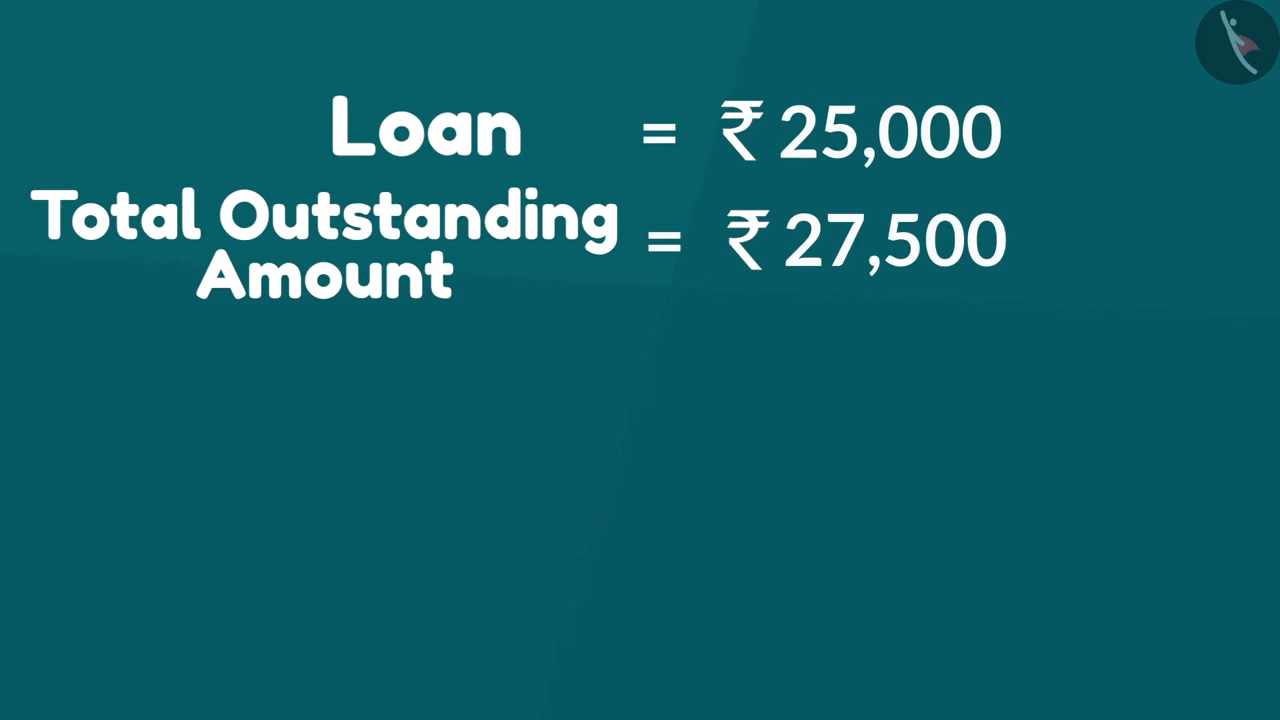 Loan = ₹ 25,000
Total Outstanding
Amount = ₹ 27,500